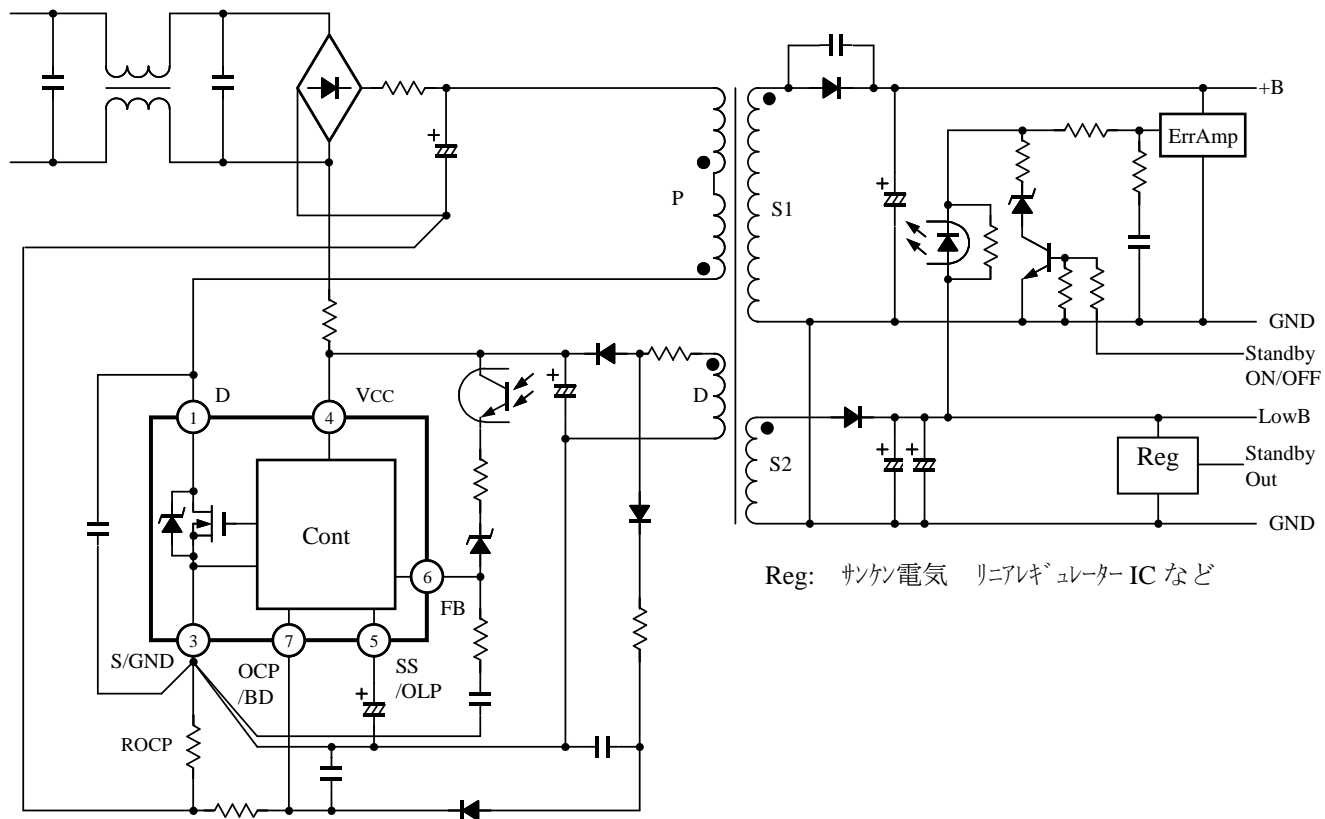 +B
ErrAmp
P
S1
GND
Standby
ON/OFF
D
D
VCC
1
4
LowB
S2
Reg
Standby
Out
Cont
GND
6
FB
Reg: サンケン電気 リニアレギュレーター IC など
3
7
5
S/GND
OCP
/BD
SS
/OLP
ROCP
+
+
+
+
+
+